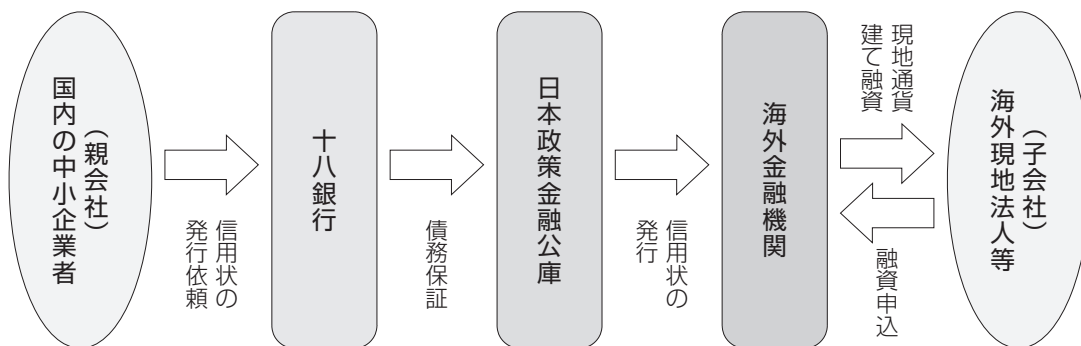 国内の中小企業者
（親会社）
信用状の
発行依頼
十八銀行
債務保証
日本政策金融公庫
信用状の
発行
海外金融機関
現地通貨
建て融資
融資申込
海外現地法人等
（子会社）